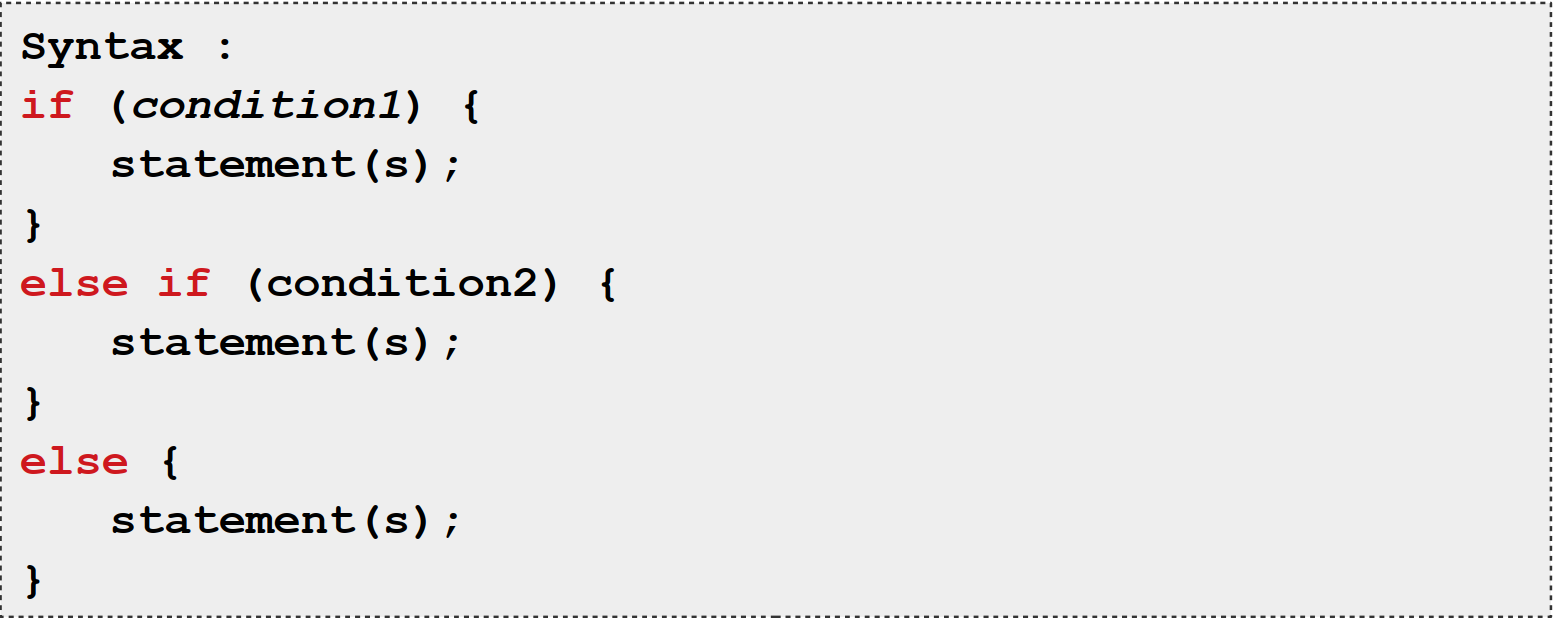 Syntax :
if (condition1) {
    statement(s);
}
else if (condition2) {
    statement(s);
}
else {
    statement(s);
}